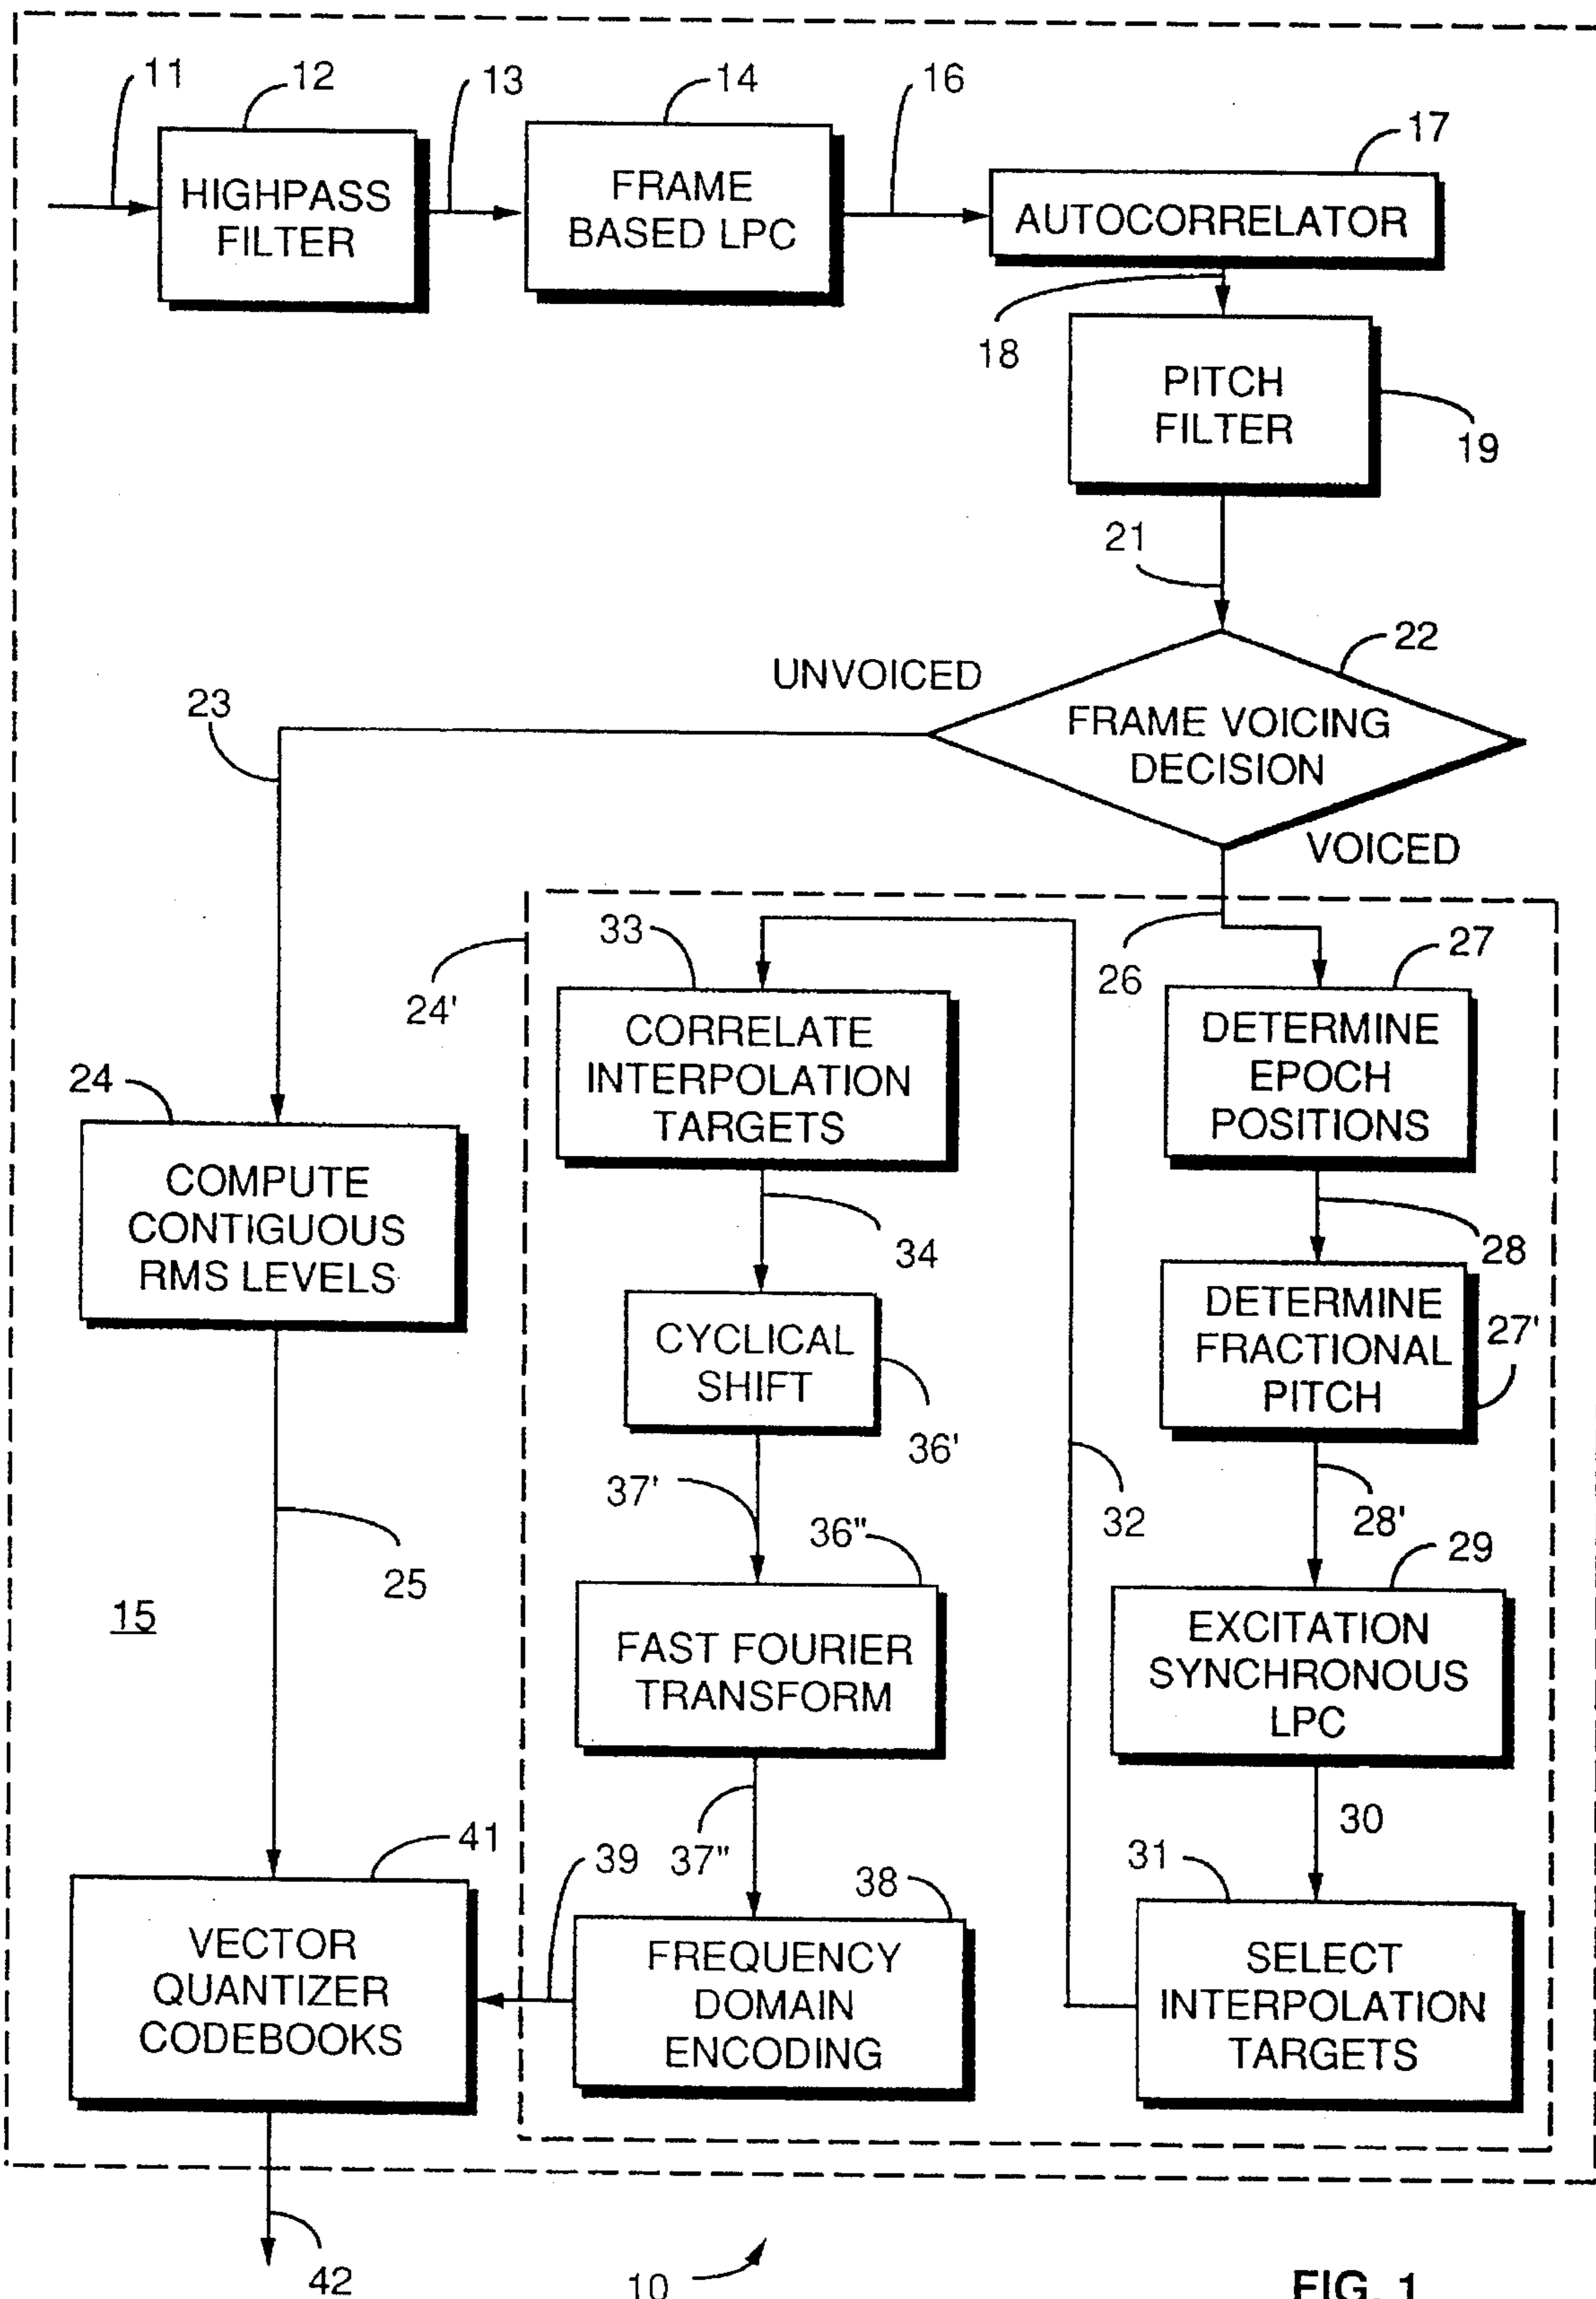 11
12
13
14
16
17
HIGHPASS
FILTER
FRAME
BASED LPC
AUTOCORRELATOR
18
PITCH
FILTER
19
21
22
UNVOICED
FRAME VOICING
DECISION
23
VOICED
24'
33
26
27
CORRELATE
INTERPOLATION
TARGETS
DETERMINE
EPOCH
POSITIONS
24
COMPUTE
CONTIGUOUS
RMS LEVELS
34
28
CYCLICAL
SHIFT
36'
DETERMINE
FRACTIONAL
PITCH
27'
37'
32
28'
25
36"
29
15
FAST FOURIER
TRANSFORM
EXCITATION
SYNCHRONOUS
LPC
37"
30
41
39
38
31
VECTOR
QUANTIZER
CODEBOOKS
FREQUENCY
DOMAIN
ENCODING
SELECT
INTERPOLATION
TARGETS
42
10
FIG. 1